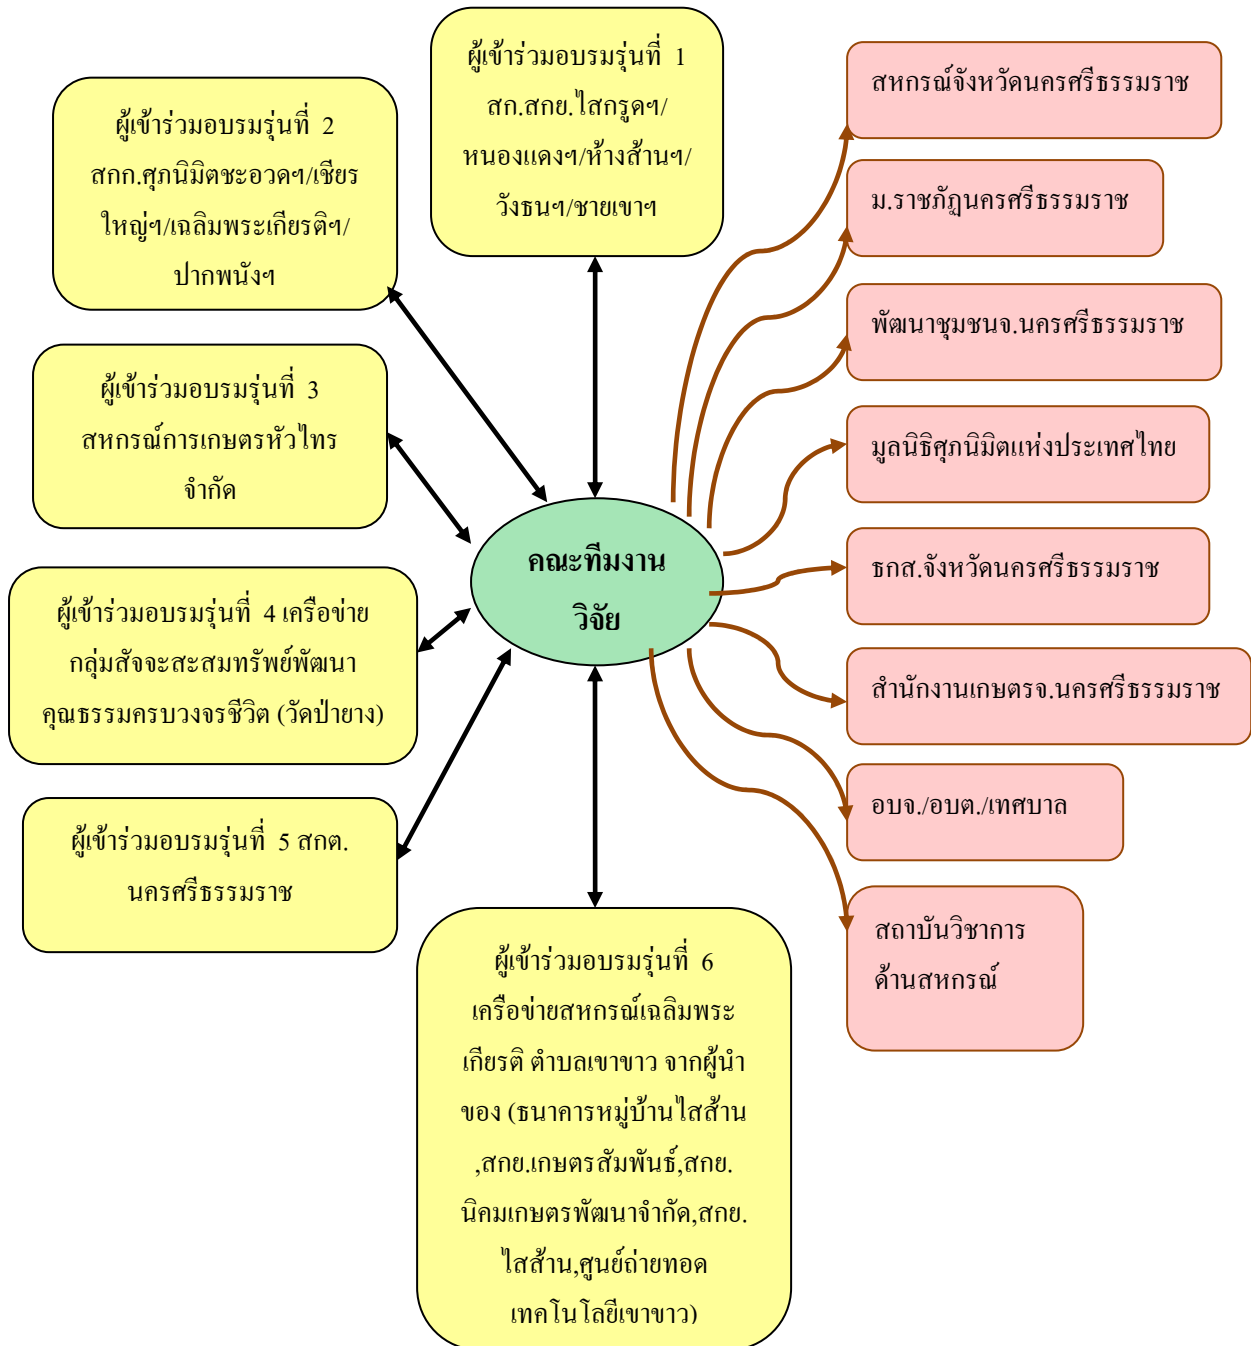 ผู้เข้าร่วมอบรมรุ่นที่ 1
สก.สกย.ไสกรูดฯ/
หนองแดงฯ/ห้างส้านฯ/
วังธนฯ/ชายเขาฯ
ผู้เข้าร่วมอบรมรุ่นที่ 2
สกก.ศุภนิมิตชะอวดฯ/เชียร
ใหญ่ฯ/เฉลิมพระเกียรติฯ/
ปากพนังฯ
ผู้เข้าร่วมอบรมรุ่นที่ 3
สหกรณ์การเกษตรหัวไทร
จำกัด
ผู้เข้าร่วมอบรมรุ่นที่ 4 เครือข่าย
กลุ่มสัจจะสะสมทรัพย์พัฒนา
คุณธรรมครบวงจรชีวิต (วัดป่ายาง)
ผู้เข้าร่วมอบรมรุ่นที่ 5 สกต.
นครศรีธรรมราช
ผู้เข้าร่วมอบรมรุ่นที่ 6
เครือข่ายสหกรณ์เฉลิมพระ
เกียรติ ตำบลเขาขาว จากผู้นำ
ของ (ธนาคารหมู่บ้านไสส้าน
,สกย.เกษตรสัมพันธ์,สกย.
นิคมเกษตรพัฒนาจำกัด,สกย.
ไสส้าน,ศูนย์ถ่ายทอด
เทคโนโลยีเขาขาว)
คณะทีมงาน
วิจัย
สหกรณ์จังหวัดนครศรีธรรมราช
ม.ราชภัฏนครศรีธรรมราช
พัฒนาชุมชนจ.นครศรีธรรมราช
มูลนิธิศุภนิมิตแห่งประเทศไทย
ธกส.จังหวัดนครศรีธรรมราช
สำนักงานเกษตรจ.นครศรีธรรมราช
อบจ./อบต./เทศบาล
สถาบันวิชาการ
ด้านสหกรณ์